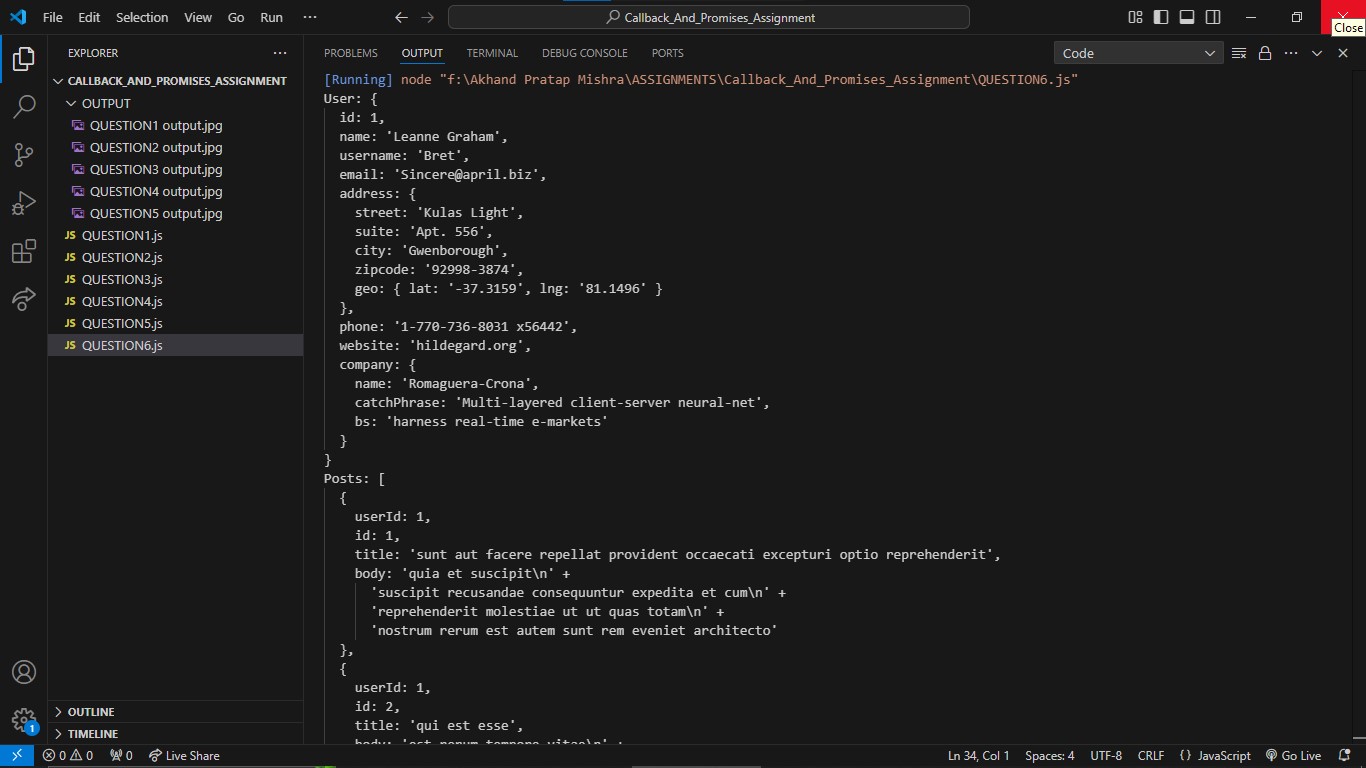 File Edit Selection View Go Run ··· Callback_And_Promises_Assignment
Close
EXPLORER ···
CALLBACK_AND_PROMISES_ASSIGNMENT
OUTPUT
QUESTION1 output.jpg
QUESTION2 output.jpg
QUESTION3 output.jpg
QUESTION4 output.jpg
QUESTION5 output.jpg
JS QUESTION1.js
JS QUESTION2.js
JS QUESTION3.js
JS QUESTION4.js
JS QUESTION5.js
JS QUESTION6.js
OUTLINE
TIMELINE
1
PROBLEMS OUTPUT TERMINAL DEBUG CONSOLE PORTS Code ···
[Running] node "f:\Akhand Pratap Mishra\ASSIGNMENTS\Callback_And_Promises_Assignment\QUESTION6.js"
User: {
  id: 1,
  name: 'Leanne Graham',
  username: 'Bret',
  email: 'Sincere@april.biz',
  address: {
    street: 'Kulas Light',
    suite: 'Apt. 556',
    city: 'Gwenborough',
    zipcode: '92998-3874',
    geo: { lat: '-37.3159', lng: '81.1496' }
  },
  phone: '1-770-736-8031 x56442',
  website: 'hildegard.org',
  company: {
    name: 'Romaguera-Crona',
    catchPhrase: 'Multi-layered client-server neural-net',
    bs: 'harness real-time e-markets'
  }
}
Posts: [
  {
    userId: 1,
    id: 1,
    title: 'sunt aut facere repellat provident occaecati excepturi optio reprehenderit',
    body: 'quia et suscipit\n' +
      'suscipit recusandae consequuntur expedita et cum\n' +
      'reprehenderit molestiae ut ut quas totam\n' +
      'nostrum rerum est autem sunt rem eveniet architecto'
  },
  {
    userId: 1,
    id: 2,
    title: 'qui est esse',
    body: 'est rerum tempore vitae\n' +
0 0 0 Live Share Ln 34, Col 1 Spaces: 4 UTF-8 CRLF {} JavaScript Go Live